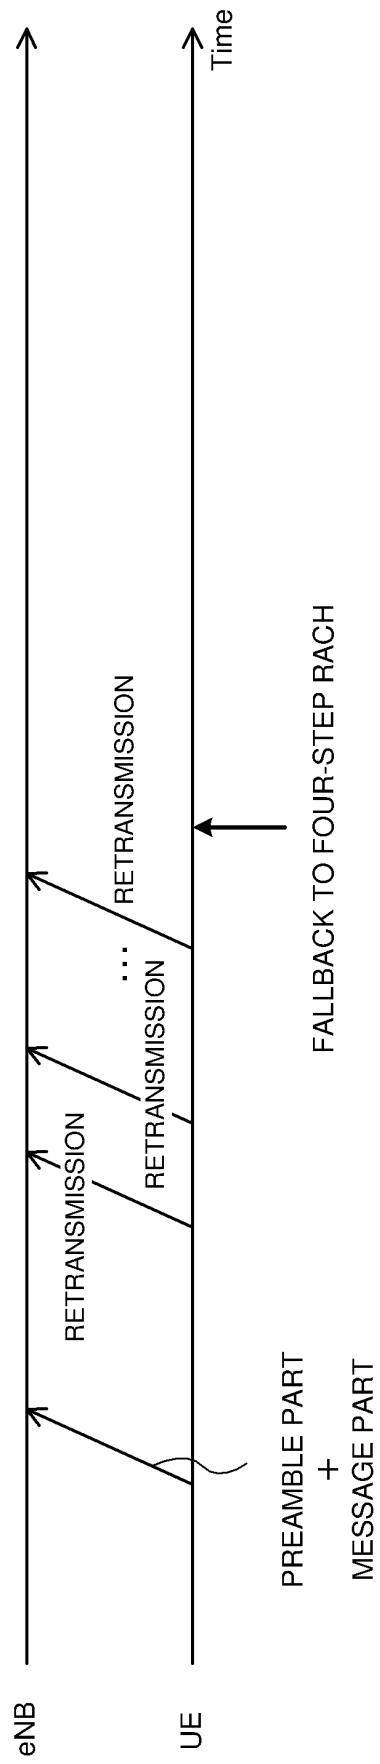 eNB
UE
PREAMBLE PART
+
MESSAGE PART
RETRANSMISSION
RETRANSMISSION
...
RETRANSMISSION
FALLBACK TO FOUR-STEP RACH
Time